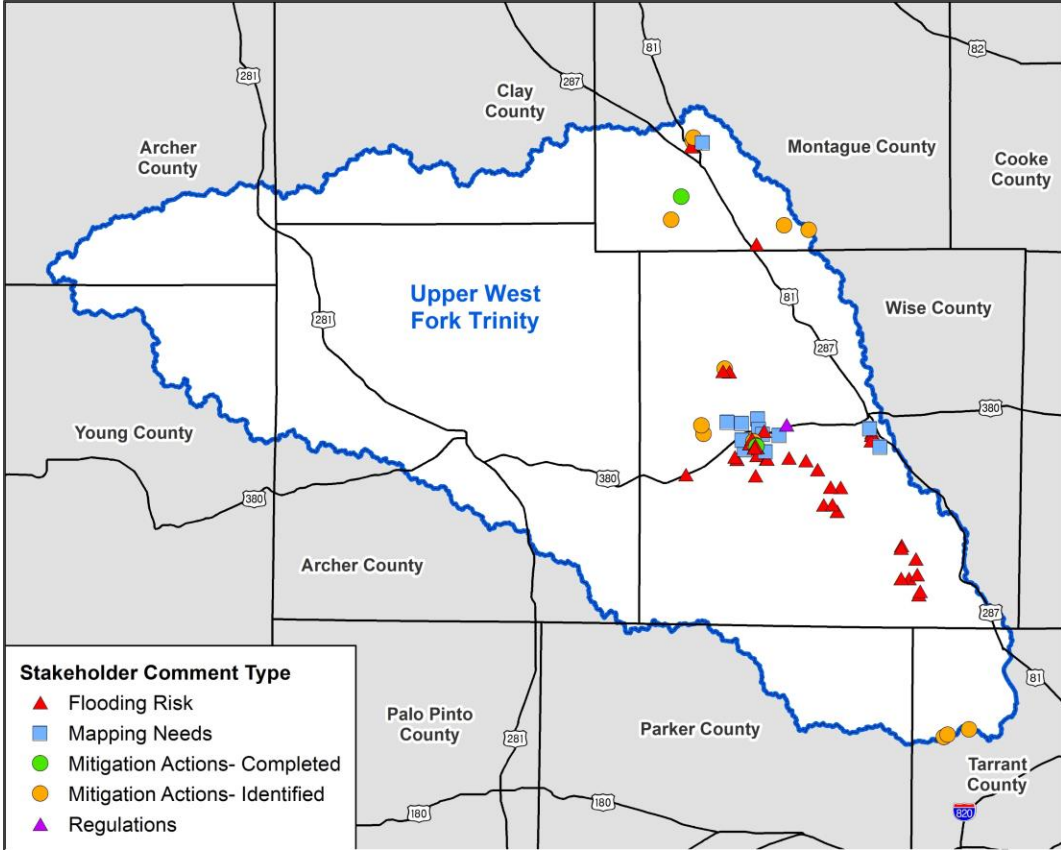 81
82
281
287
Clay
County
Archer
County
Montague County
Cooke
County
Upper West
Fork Trinity
81
Wise County
281
287
380
Young County
380
380
Archer County
287
Stakeholder Comment Type
Flooding Risk
Mapping Needs
Mitigation Actions- Completed
Mitigation Actions- Identified
Regulations
81
Palo Pinto
County
Parker County
281
Tarrant
County
180
180
820